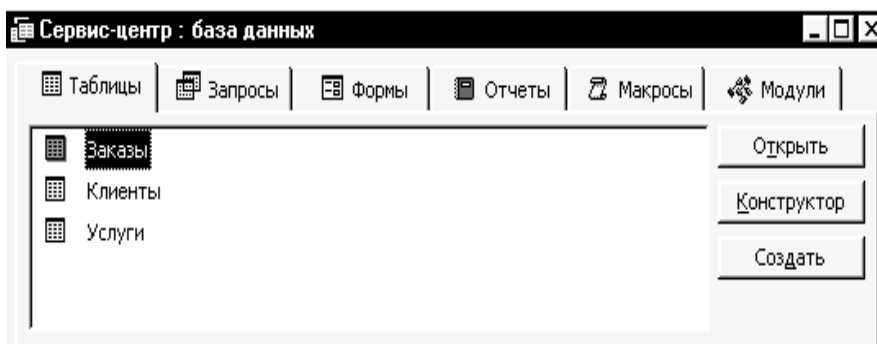 Сервис-центр : база данных
Таблицы Запросы Формы Отчеты Макросы Модули
Заказы
Клиенты
Услуги
Открыть
Конструктор
Создать